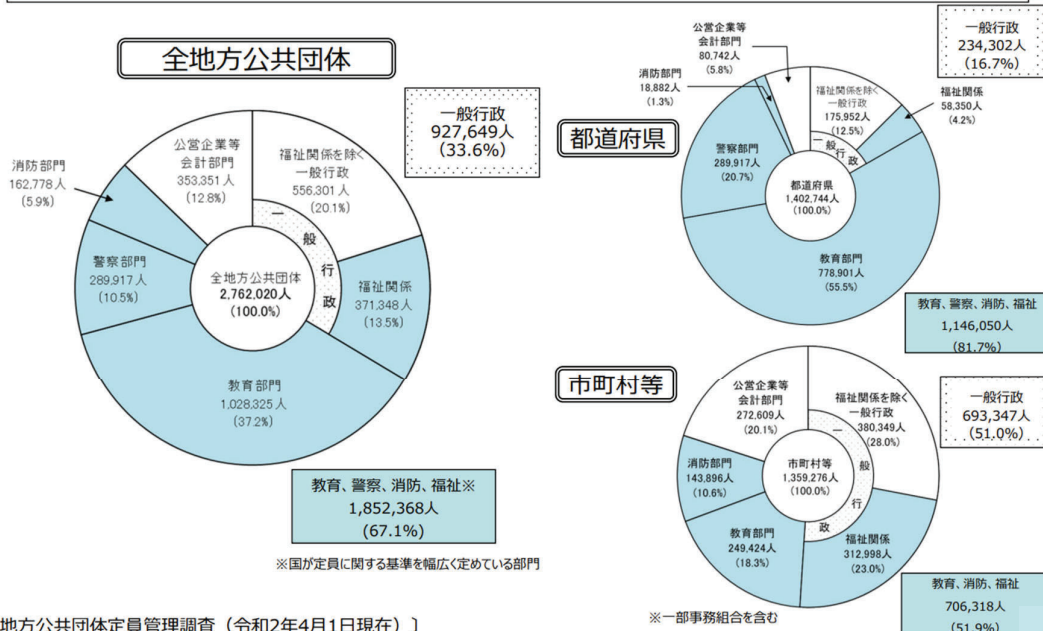 全地方公共団体
一般行政
927,649人
(33.6%)
公営企業等
会計部門
353,351人
(12.8%)
福祉関係を除く
一般行政
556,301人
(20.1%)
消防部門
162,778人
(5.9%)
一般行政
警察部門
289,917人
(10.5%)
全地方公共団体
2,762,020人
(100.0%)
福祉関係
371,348人
(13.5%)
教育部門
1,028,325人
(37.2%)
教育、警察、消防、福祉※
1,852,368人
(67.1%)
※国が定員に関する基準を幅広く定めている部門
地方公共団体定員管理調査(令和2年4月1日現在)〕
都道府県
一般行政
234,302人
(16.7%)
公営企業等
会計部門
80,742人
(5.8%)
消防部門
18,882人
(1.3%)
福祉関係を除く
一般行政
175,952人
(12.5%)
福祉関係
58,350人
(4.2%)
一般行政
警察部門
289,917人
(20.7%)
都道府県
1,402,744人
(100.0%)
教育部門
778,901人
(55.5%)
教育、警察、消防、福祉
1,146,050人
(81.7%)
市町村等
一般行政
693,347人
(51.0%)
公営企業等
会計部門
272,609人
(20.1%)
福祉関係を除く
一般行政
380,349人
(28.0%)
一般行政
消防部門
143,896人
(10.6%)
市町村等
1,359,276人
(100.0%)
教育部門
249,424人
(18.3%)
福祉関係
312,998人
(23.0%)
教育、消防、福祉
706,318人
(51.9%)
※一部事務組合を含む